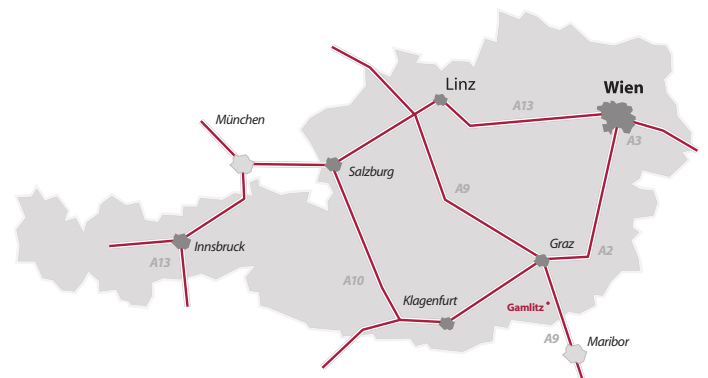 Linz
Wien
A13
München
A3
Salzburg
A9
Innsbruck
Graz
A13
A2
A10
Klagenfurt
Gamlitz
A9
Maribor